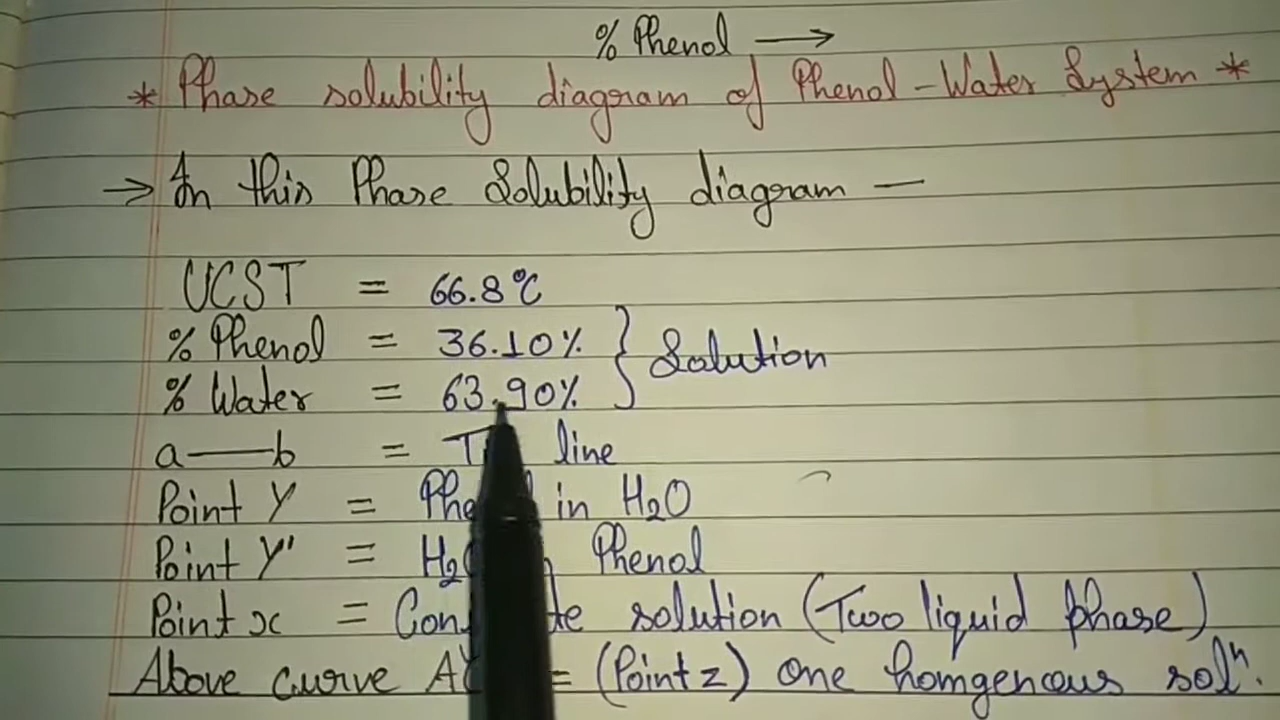 % Phenol →
* Phase solubility diagram of Phenol-Water System *
→ In this Phase Solubility diagram —
UCST = 66.8°C
% Phenol = 36.10% } Solution
% Water = 63.90%
a——b = line
Point Y = in H₂O
Point Y' = Phenol
Point x = solution (Two liquid phase)
Above curve = (Point z) One homgenous solⁿ.